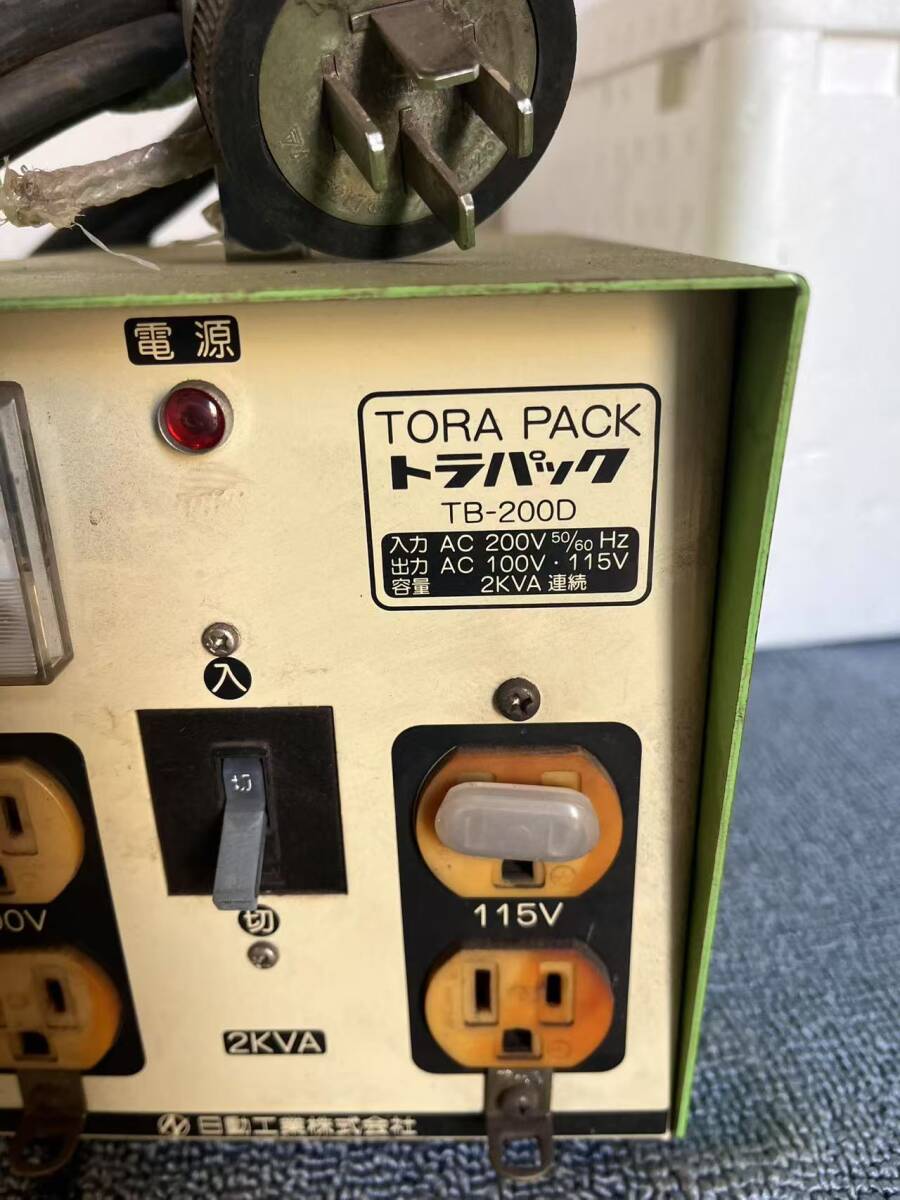 電源
TORA PACK
トラパック
TB-200D
入力 AC 200V 50/60 Hz
出力 AC 100V・115V
容量 2KVA 連続
入
切
切
00V
115V
2KVA
日動工業株式会社